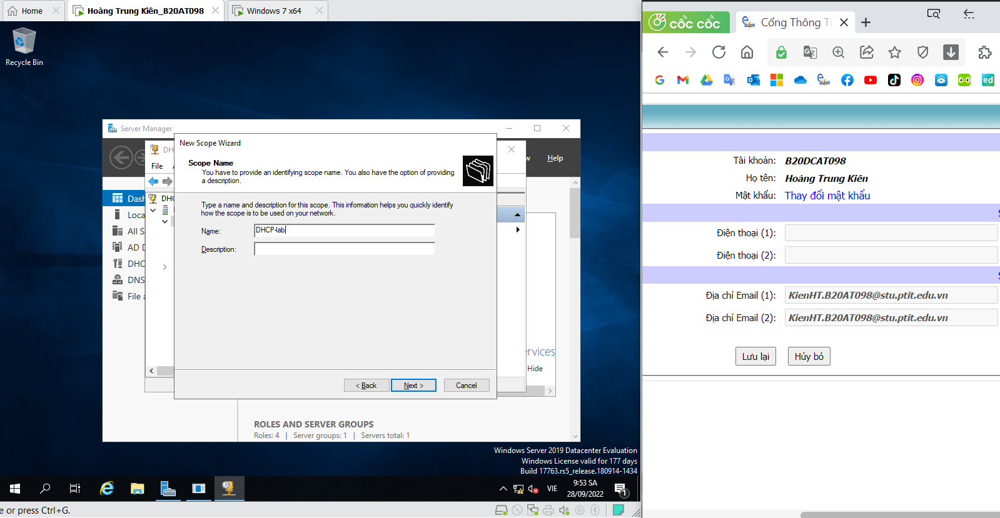 Home
Hoàng Trung Kiên_B20AT098
Windows 7 x64
Recycle Bin
Server Manager
Help
New Scope Wizard
Scope Name
You have to provide an identifying scope name. You also have the option of providing
a description.
File
Dash
Loca
All S
AD D
DHC
DNS
File a
DHC
Type a name and description for this scope. This information helps you quickly identify
how the scope is to be used on your network.
Name:
DHCP-lab
Description:
ervices
Hide
< Back
Next >
Cancel
ROLES AND SERVER GROUPS
Roles: 4 | Server groups: 1 | Servers total: 1
Windows Server 2019 Datacenter Evaluation
Windows License valid for 177 days
Build 17763.rs5_release.180914-1434
VIE
9:53 SA
28/09/2022
1
e or press Ctrl+G.
cốc cốc
Cổng Thông Ti
Tài khoản: B20DCAT098
Họ tên: Hoàng Trung Kiên
Mật khẩu: Thay đổi mật khẩu
Điện thoại (1):
Điện thoại (2):
Địa chỉ Email (1): KienHT.B20AT098@stu.ptit.edu.vn
Địa chỉ Email (2): KienHT.B20AT098@stu.ptit.edu.vn
Lưu lại
Hủy bỏ